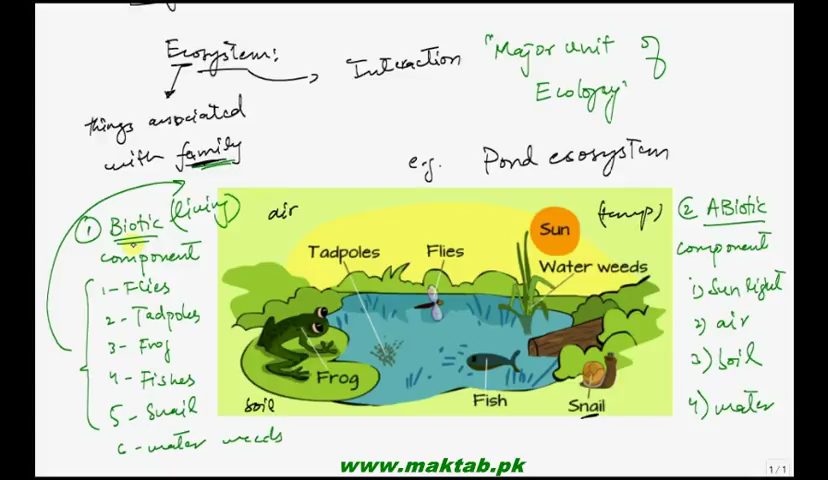 Ecosystem:
Interaction
"Major unit of
Ecology"
things associated
with family
e.g. Pond ecosystem
① Biotic (living)
component
1- Flies
2- Tadpoles
3- Frog
4- Fishes
5- Snail
6- water weeds
air
(temp)
Sun
Tadpoles
Flies
Water weeds
Frog
Fish
Snail
soil
② ABiotic
component
1) Sun light
2) air
3) soil
4) water
www.maktab.pk
1/1